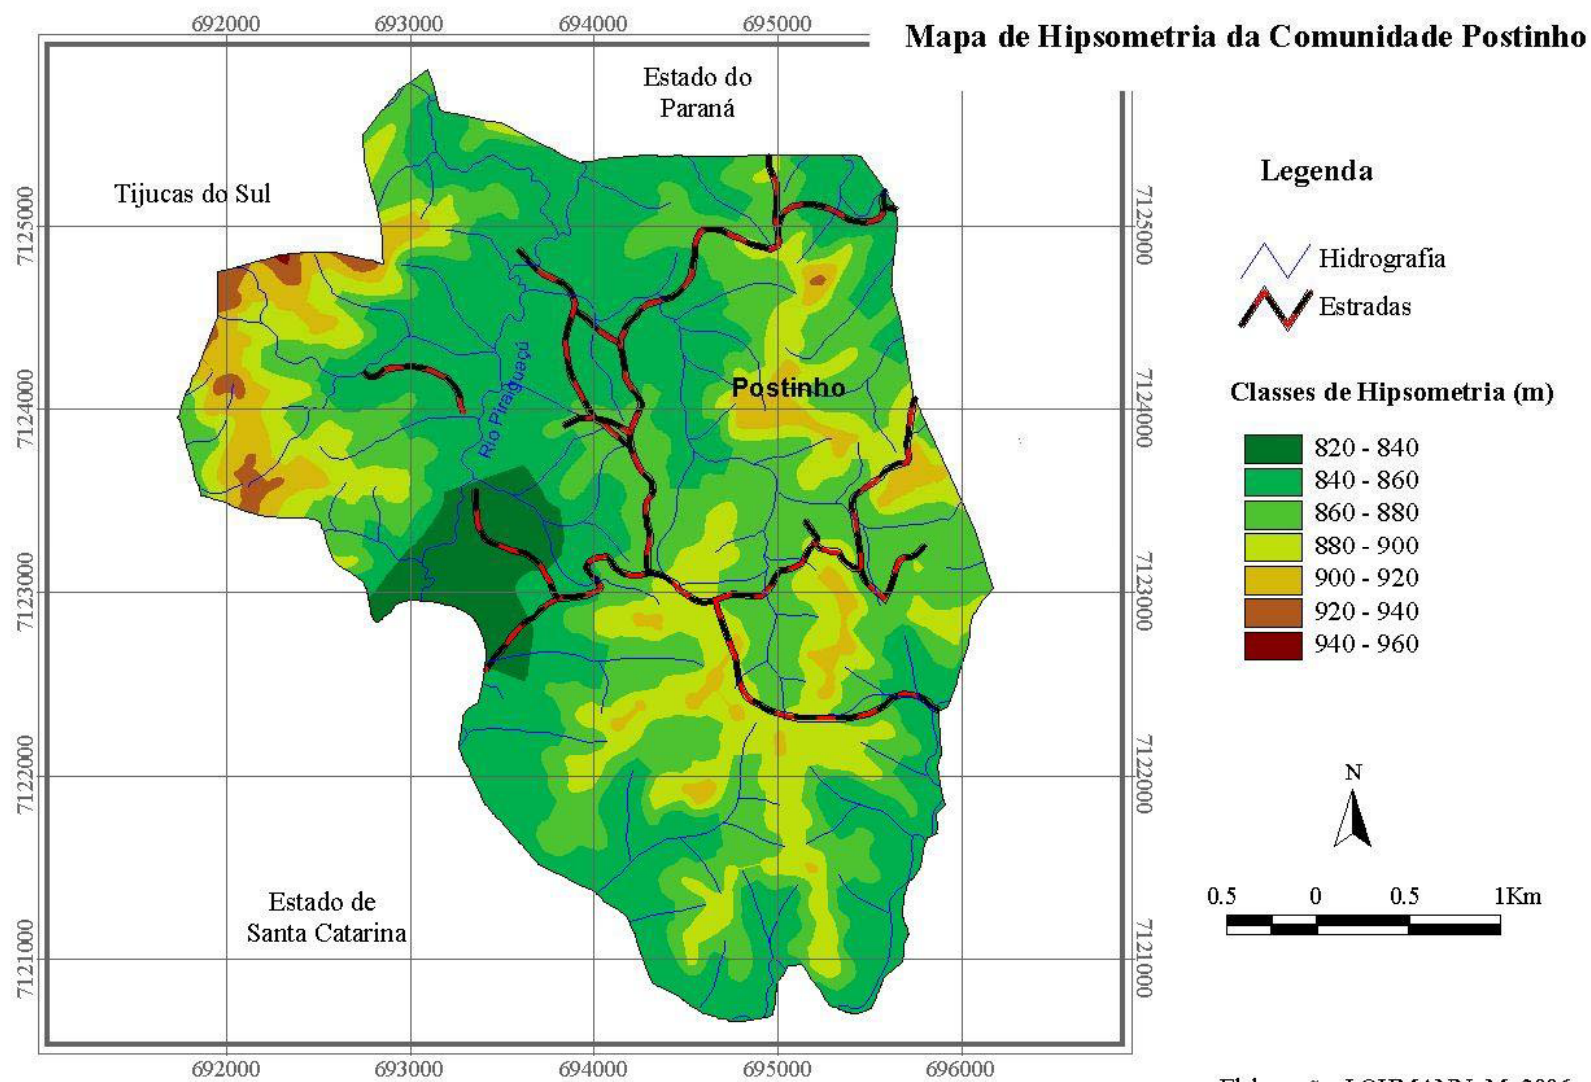 Mapa de Hipsometria da Comunidade Postinho
692000 693000 694000 695000
Estado do
Paraná
Tijucas do Sul
7125000
7124000
7123000
7122000
7121000
Rio Piraiguaçú
Postinho
Estado de
Santa Catarina
7125000
7124000
7123000
7122000
7121000
692000 693000 694000 695000 696000
Legenda
Hidrografia
Estradas
Classes de Hipsometria (m)
820 - 840
840 - 860
860 - 880
880 - 900
900 - 920
920 - 940
940 - 960
N
0.5 0 0.5 1Km